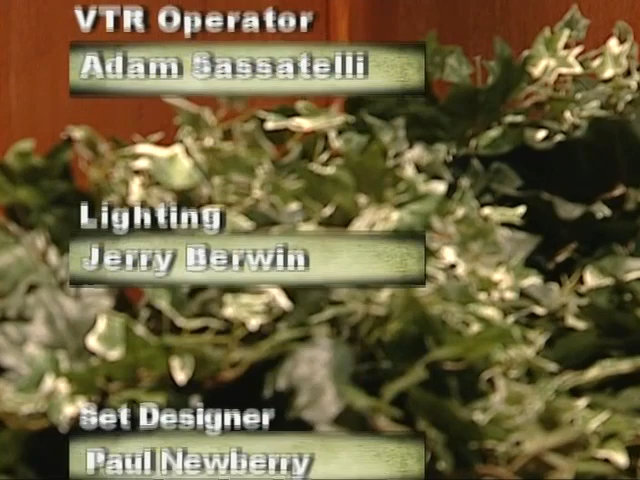 VTR Operator
Adam Sassatelli
Lighting
Jerry Berwin
Set Designer
Paul Newberry